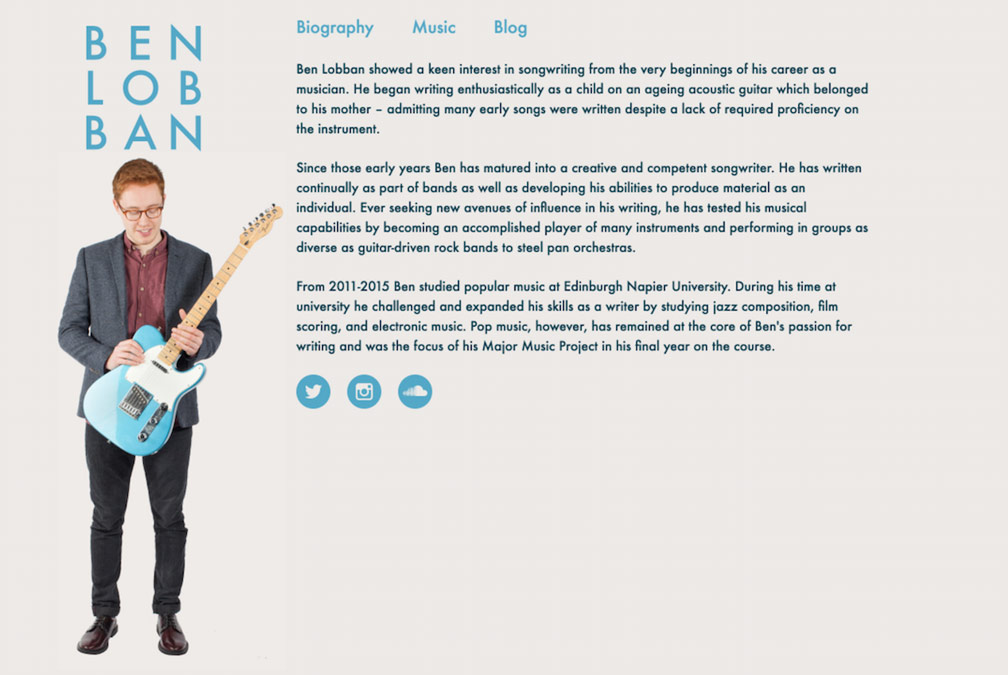 BEN
LOB
BAN
Biography Music Blog
Ben Lobban showed a keen interest in songwriting from the very beginnings of his career as a
musician. He began writing enthusiastically as a child on an ageing acoustic guitar which belonged
to his mother – admitting many early songs were written despite a lack of required proficiency on
the instrument.
Since those early years Ben has matured into a creative and competent songwriter. He has written
continually as part of bands as well as developing his abilities to produce material as an
individual. Ever seeking new avenues of influence in his writing, he has tested his musical
capabilities by becoming an accomplished player of many instruments and performing in groups as
diverse as guitar-driven rock bands to steel pan orchestras.
From 2011-2015 Ben studied popular music at Edinburgh Napier University. During his time at
university he challenged and expanded his skills as a writer by studying jazz composition, film
scoring, and electronic music. Pop music, however, has remained at the core of Ben's passion for
writing and was the focus of his Major Music Project in his final year on the course.